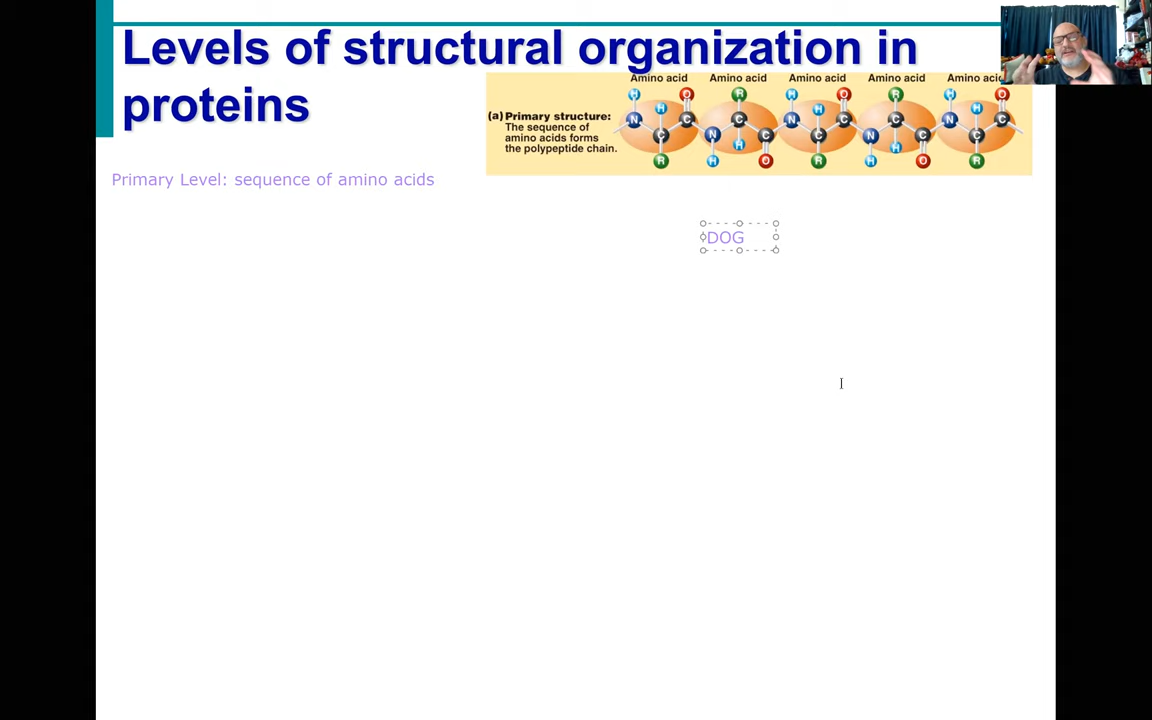 Levels of structural organization in
proteins
Amino acid Amino acid Amino acid Amino acid Amino acid
(a) Primary structure:
The sequence of
amino acids forms
the polypeptide chain.
H O R H O R H O
H H H
N C C N C C N C C N C C N C C
H H
R H O R H O R
Primary Level: sequence of amino acids
DOG